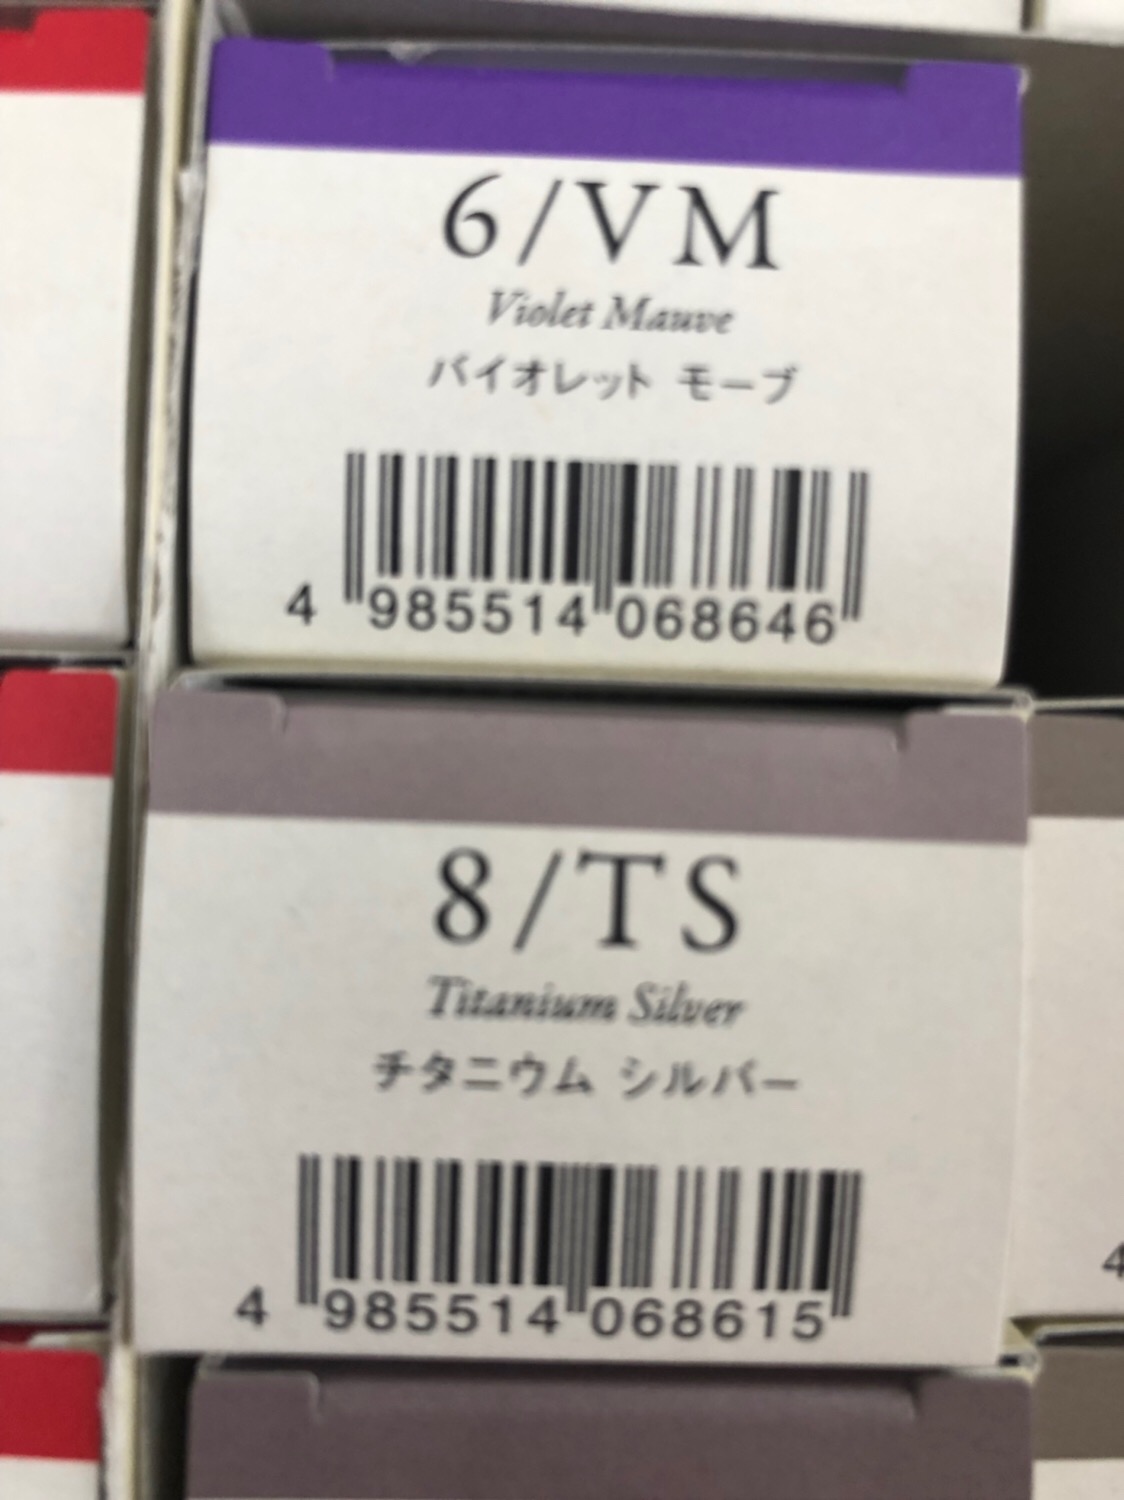 6/VM
Violet Mauve
バイオレット モーブ
4 985514 068646
8/TS
Titanium Silver
チタニウム シルバー
4 985514 068615
4